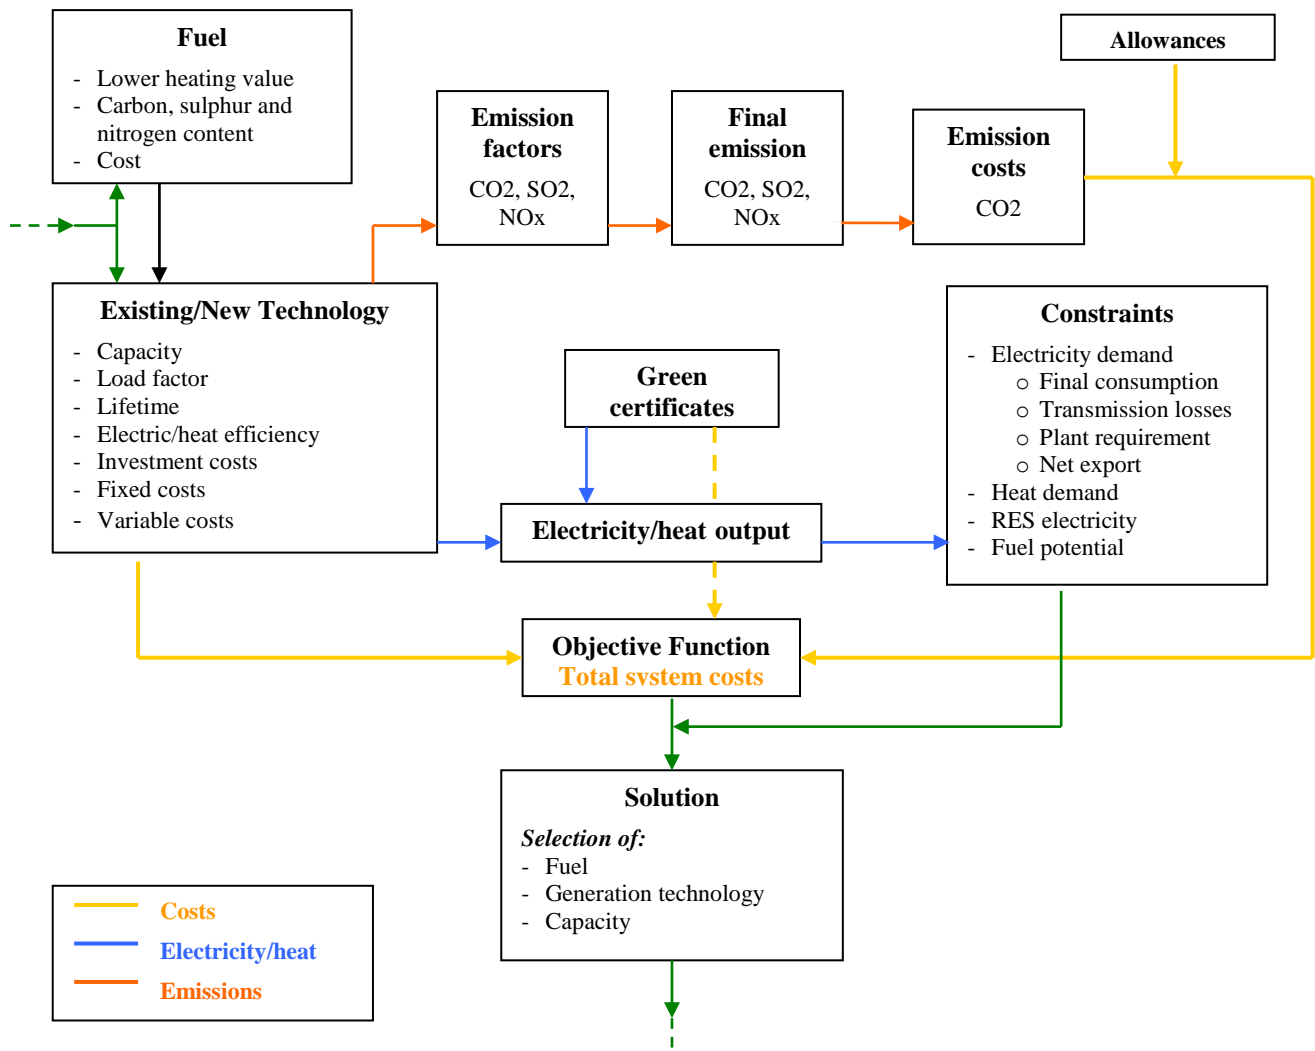 Fuel
- Lower heating value
- Carbon, sulphur and
nitrogen content
- Cost
Allowances
Emission
factors
CO2, SO2,
NOx
Final
emission
CO2, SO2,
NOx
Emission
costs
CO2
Existing/New Technology
- Capacity
- Load factor
- Lifetime
- Electric/heat efficiency
- Investment costs
- Fixed costs
- Variable costs
Green
certificates
Electricity/heat output
Constraints
- Electricity demand
o Final consumption
o Transmission losses
o Plant requirement
o Net export
- Heat demand
- RES electricity
- Fuel potential
Objective Function
Total system costs
Solution
Selection of:
- Fuel
- Generation technology
- Capacity
Costs
Electricity/heat
Emissions